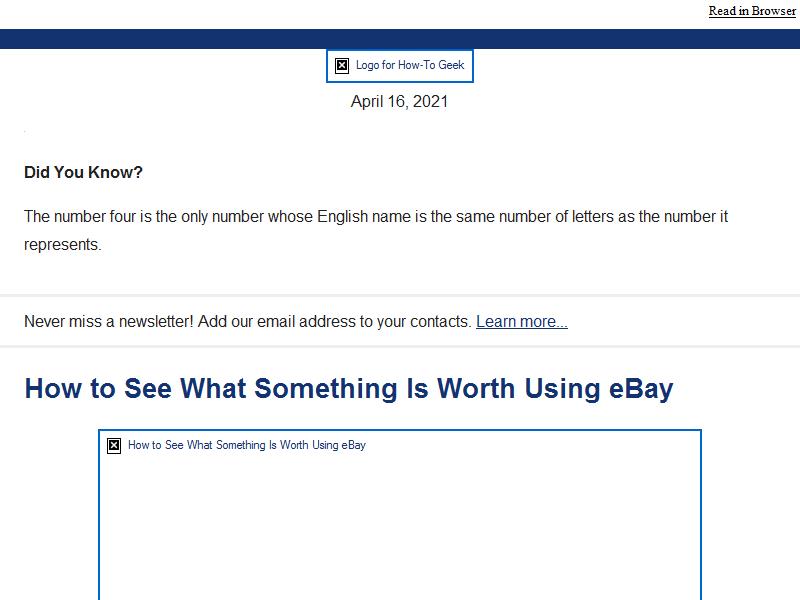 Read in Browser
Logo for How-To Geek
April 16, 2021
Did You Know?
The number four is the only number whose English name is the same number of letters as the number it
represents.
Never miss a newsletter! Add our email address to your contacts. Learn more...
How to See What Something Is Worth Using eBay
How to See What Something Is Worth Using eBay